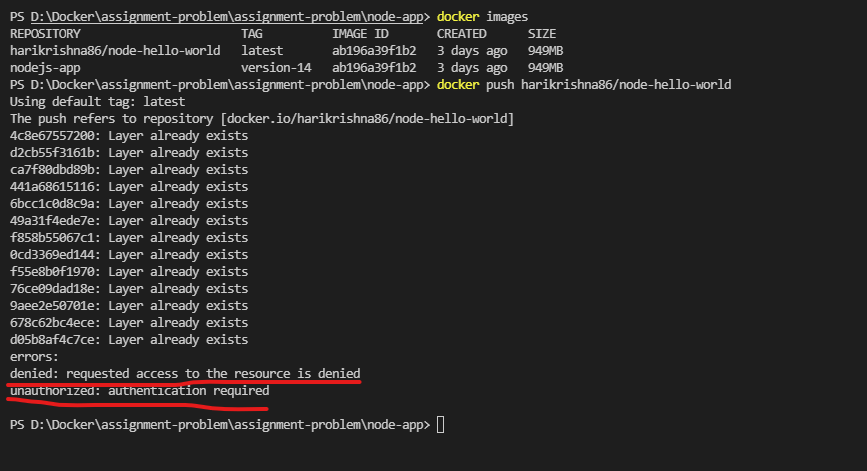 PS D:\Docker\assignment-problem\assignment-problem\node-app> docker images
REPOSITORY TAG IMAGE ID CREATED SIZE
harikrishna86/node-hello-world latest ab196a39f1b2 3 days ago 949MB
nodejs-app version-14 ab196a39f1b2 3 days ago 949MB
PS D:\Docker\assignment-problem\assignment-problem\node-app> docker push harikrishna86/node-hello-world
Using default tag: latest
The push refers to repository [docker.io/harikrishna86/node-hello-world]
4c8e67557200: Layer already exists
d2cb55f3161b: Layer already exists
ca7f80dbd89b: Layer already exists
441a68615116: Layer already exists
6bcc1c0d8c9a: Layer already exists
49a31f4ede7e: Layer already exists
f858b55067c1: Layer already exists
0cd3369ed144: Layer already exists
f55e8b0f1970: Layer already exists
76ce09dad18e: Layer already exists
9aee2e50701e: Layer already exists
678c62bc4ece: Layer already exists
d05b8af4c7ce: Layer already exists
errors:
denied: requested access to the resource is denied
unauthorized: authentication required
PS D:\Docker\assignment-problem\assignment-problem\node-app>